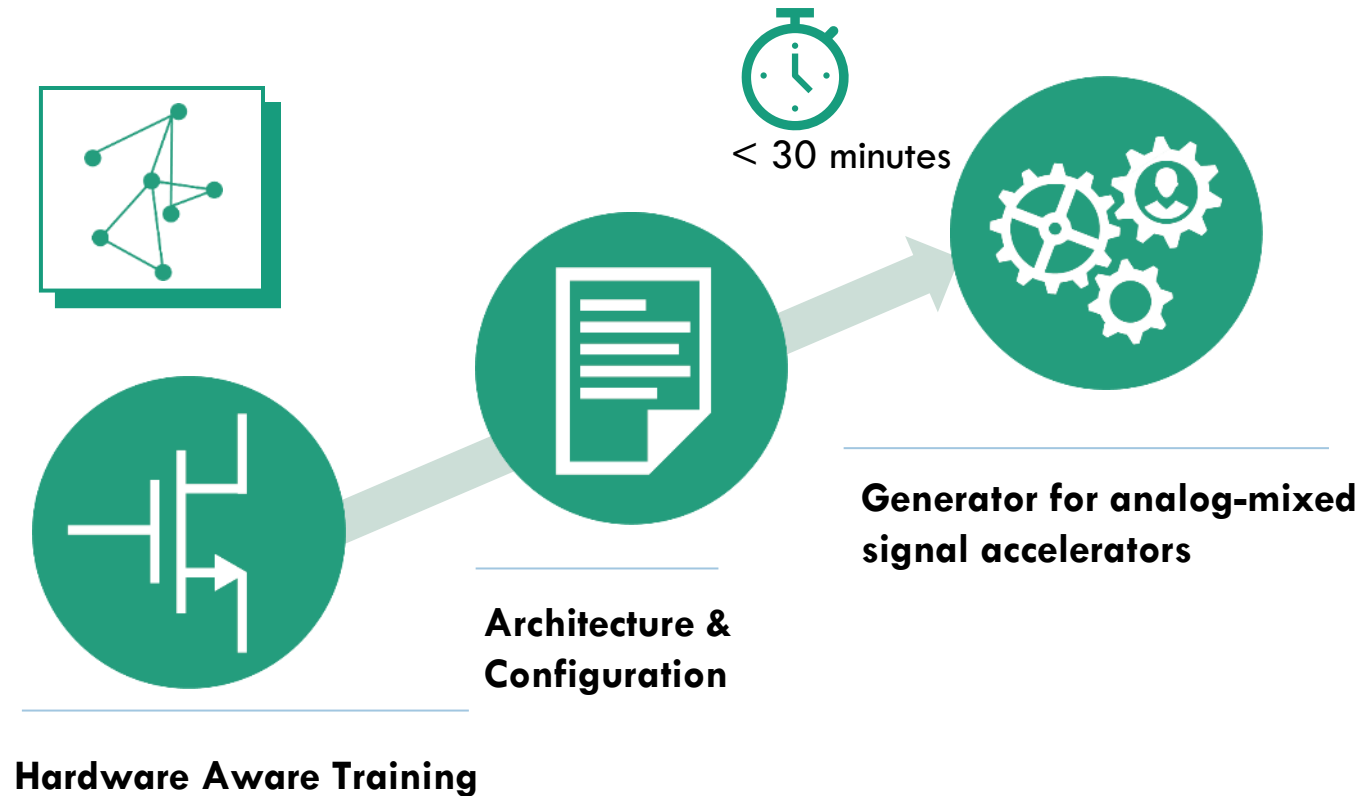 < 30 minutes
Generator for analog-mixed
signal accelerators
Architecture &
Configuration
Hardware Aware Training